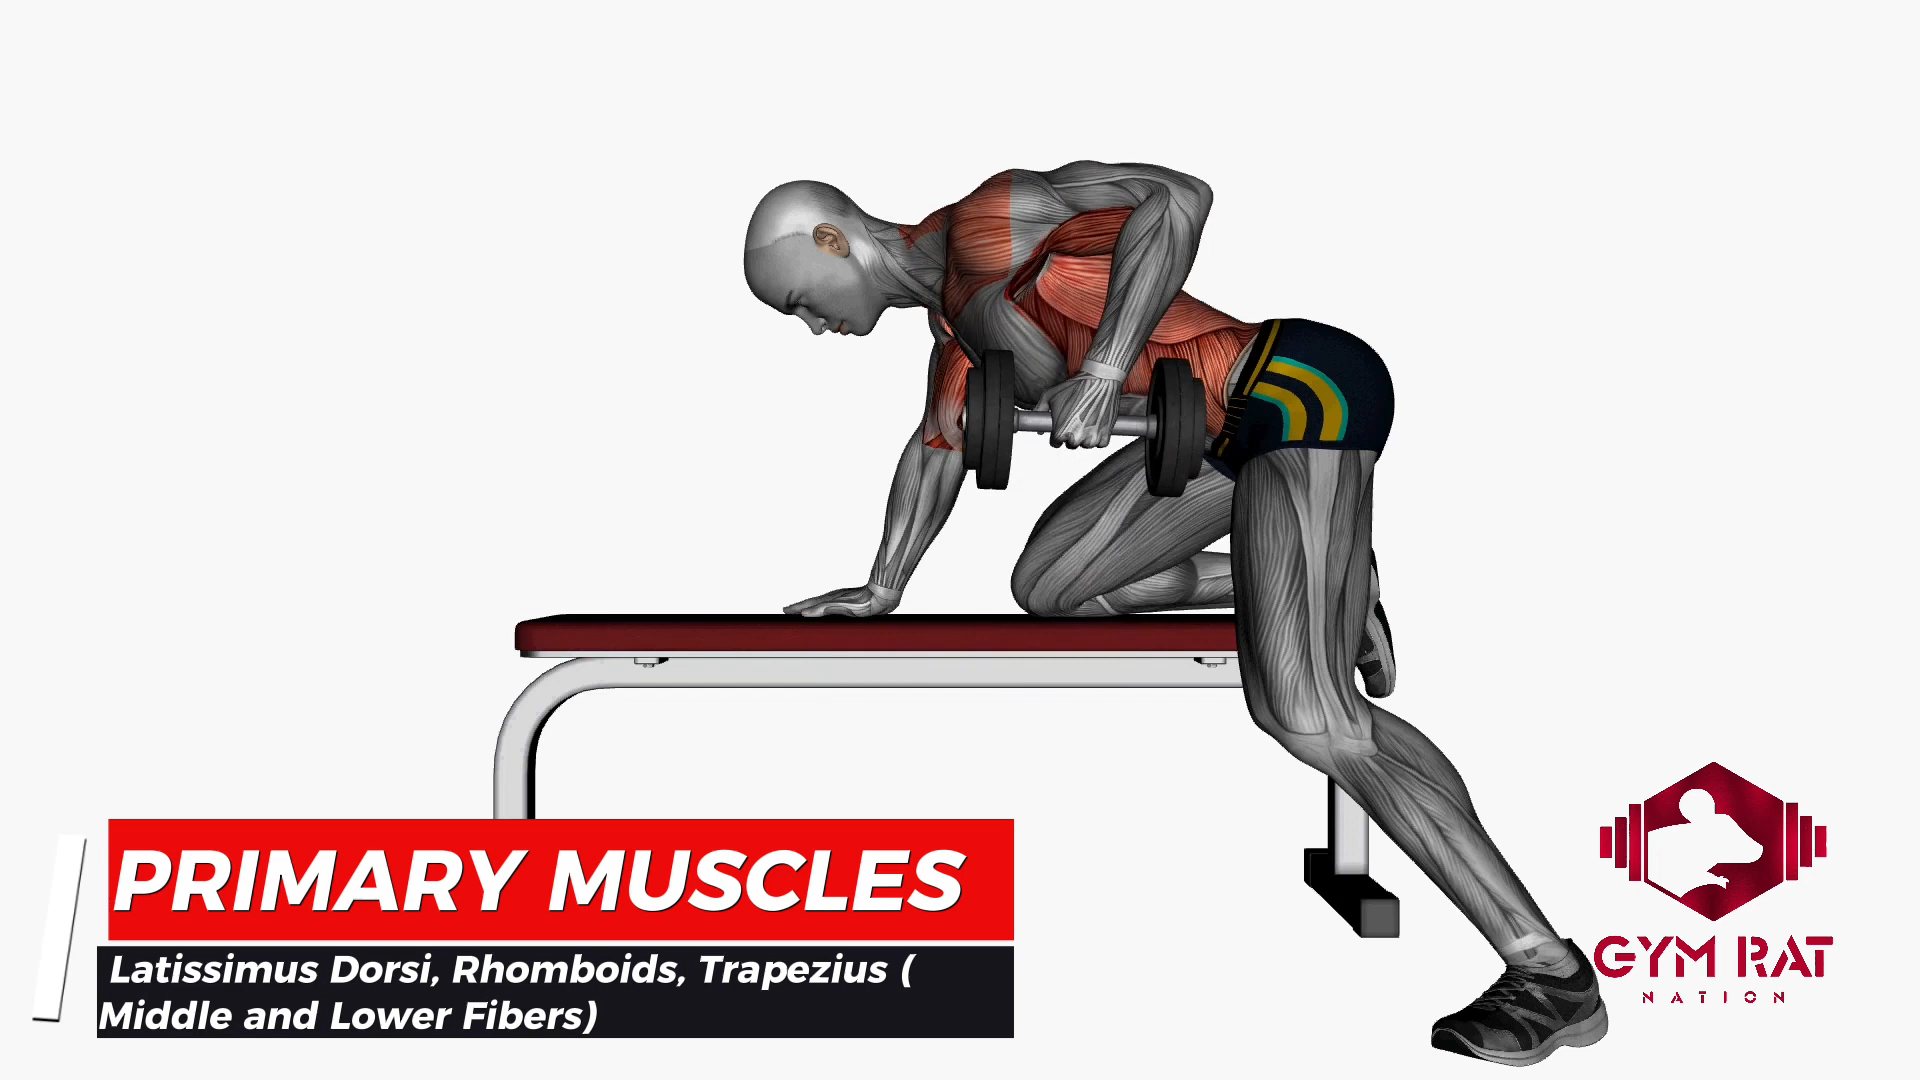 PRIMARY MUSCLES
Latissimus Dorsi, Rhomboids, Trapezius (
Middle and Lower Fibers)
GYM RAT
NATION